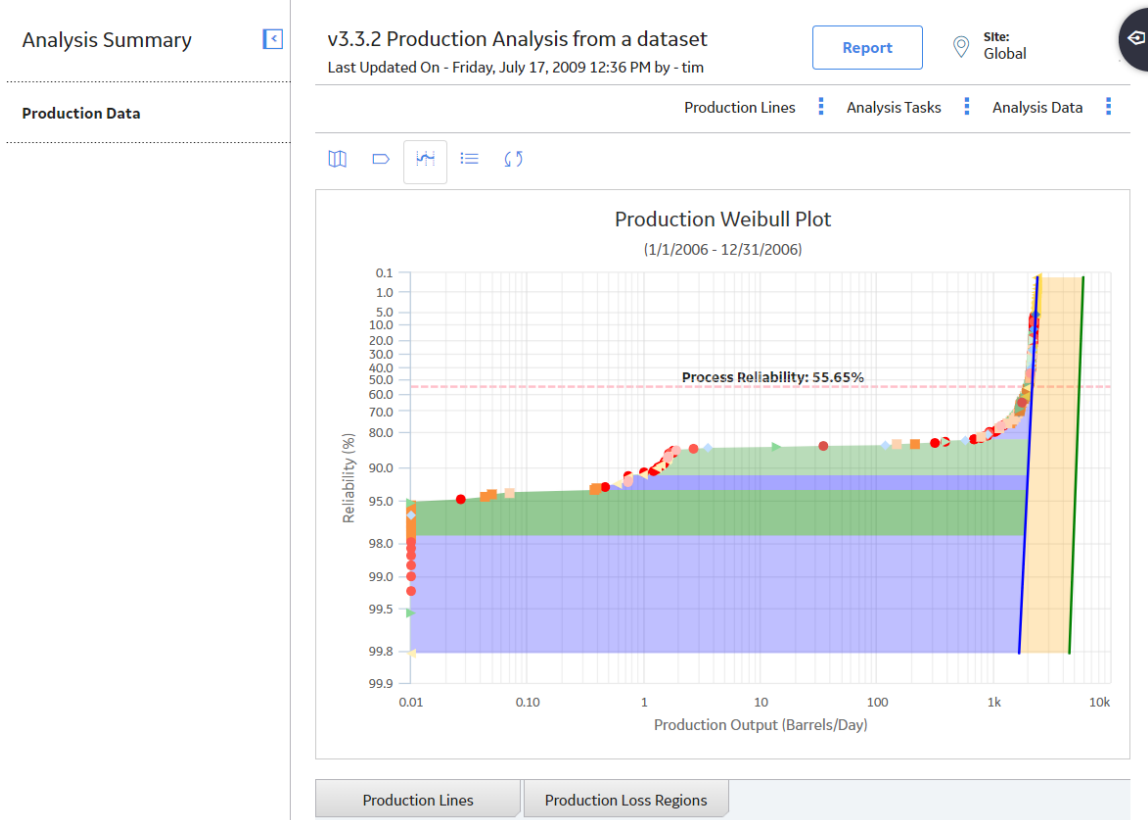 Analysis Summary
Production Data
v3.3.2 Production Analysis from a dataset
Last Updated On - Friday, July 17, 2009 12:36 PM by - tim
Report
Site:
Global
Production Lines
Analysis Tasks
Analysis Data
Production Weibull Plot
(1/1/2006 - 12/31/2006)
0.1
1.0
5.0
10.0
20.0
30.0
40.0
50.0
60.0
70.0
80.0
90.0
95.0
98.0
99.0
99.5
99.8
99.9
Reliability (%)
Process Reliability: 55.65%
0.01 0.10 1 10 100 1k 10k
Production Output (Barrels/Day)
Production Lines
Production Loss Regions